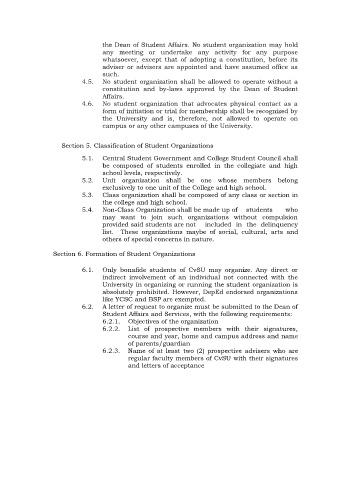 the Dean of Student Affairs. No student organization may hold
any meeting or undertake any activity for any purpose
whatsoever, except that of adopting a constitution, before its
adviser or advisers are appointed and have assumed office as
such.
4.5. No student organization shall be allowed to operate without a
constitution and by-laws approved by the Dean of Student
Affairs.
4.6. No student organization that advocates physical contact as a
form of initiation or trial for membership shall be recognized by
the University and is, therefore, not allowed to operate on
campus or any other campuses of the University.
Section 5. Classification of Student Organizations
5.1. Central Student Government and College Student Council shall
be composed of students enrolled in the collegiate and high
school levels, respectively.
5.2. Unit organization shall be one whose members belong
exclusively to one unit of the College and high school.
5.3. Class organization shall be composed of any class or section in
the college and high school.
5.4. Non-Class Organization shall be made up of students who
may want to join such organizations without compulsion
provided said students are not included in the delinquency
list. These organizations maybe of social, cultural, arts and
others of special concerns in nature.
Section 6. Formation of Student Organizations
6.1. Only bonafide students of CvSU may organize. Any direct or
indirect involvement of an individual not connected with the
University in organizing or running the student organization is
absolutely prohibited. However, DepEd endorsed organizations
like YCSC and BSP are exempted.
6.2. A letter of request to organize must be submitted to the Dean of
Student Affairs and Services, with the following requirements:
6.2.1. Objectives of the organization
6.2.2. List of prospective members with their signatures,
course and year, home and campus address and name
of parents/guardian
6.2.3. Name of at least two (2) prospective advisers who are
regular faculty members of CvSU with their signatures
and letters of acceptance